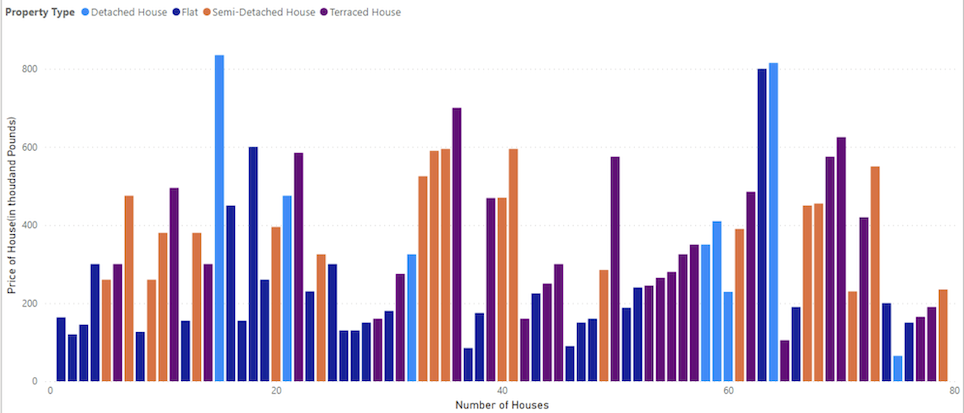 Property Type Detached House Flat Semi-Detached House Terraced House
800
600
400
200
0
Price of House(in thoudand Pounds)
0 20 40 60 80
Number of Houses